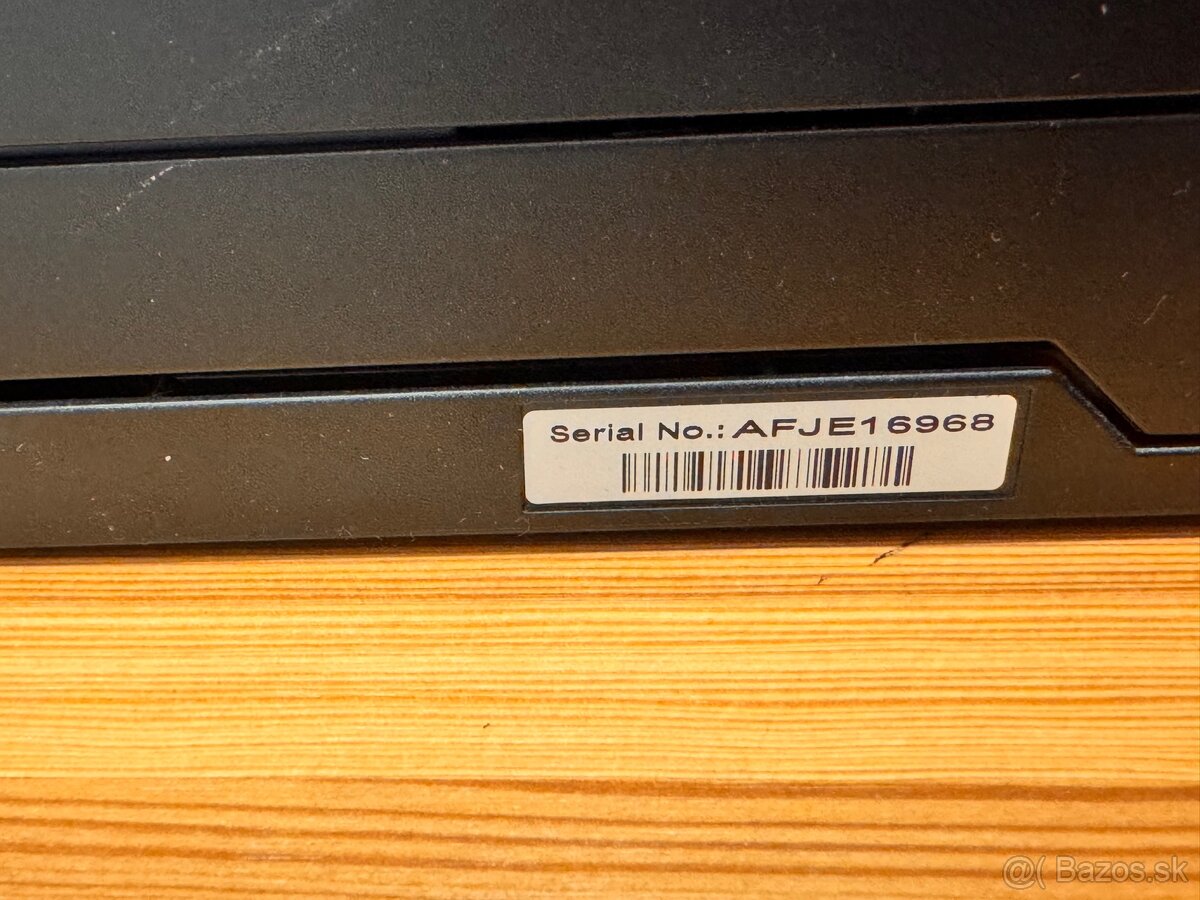 Serial No.: AFJE16968
@( Bazos.sk